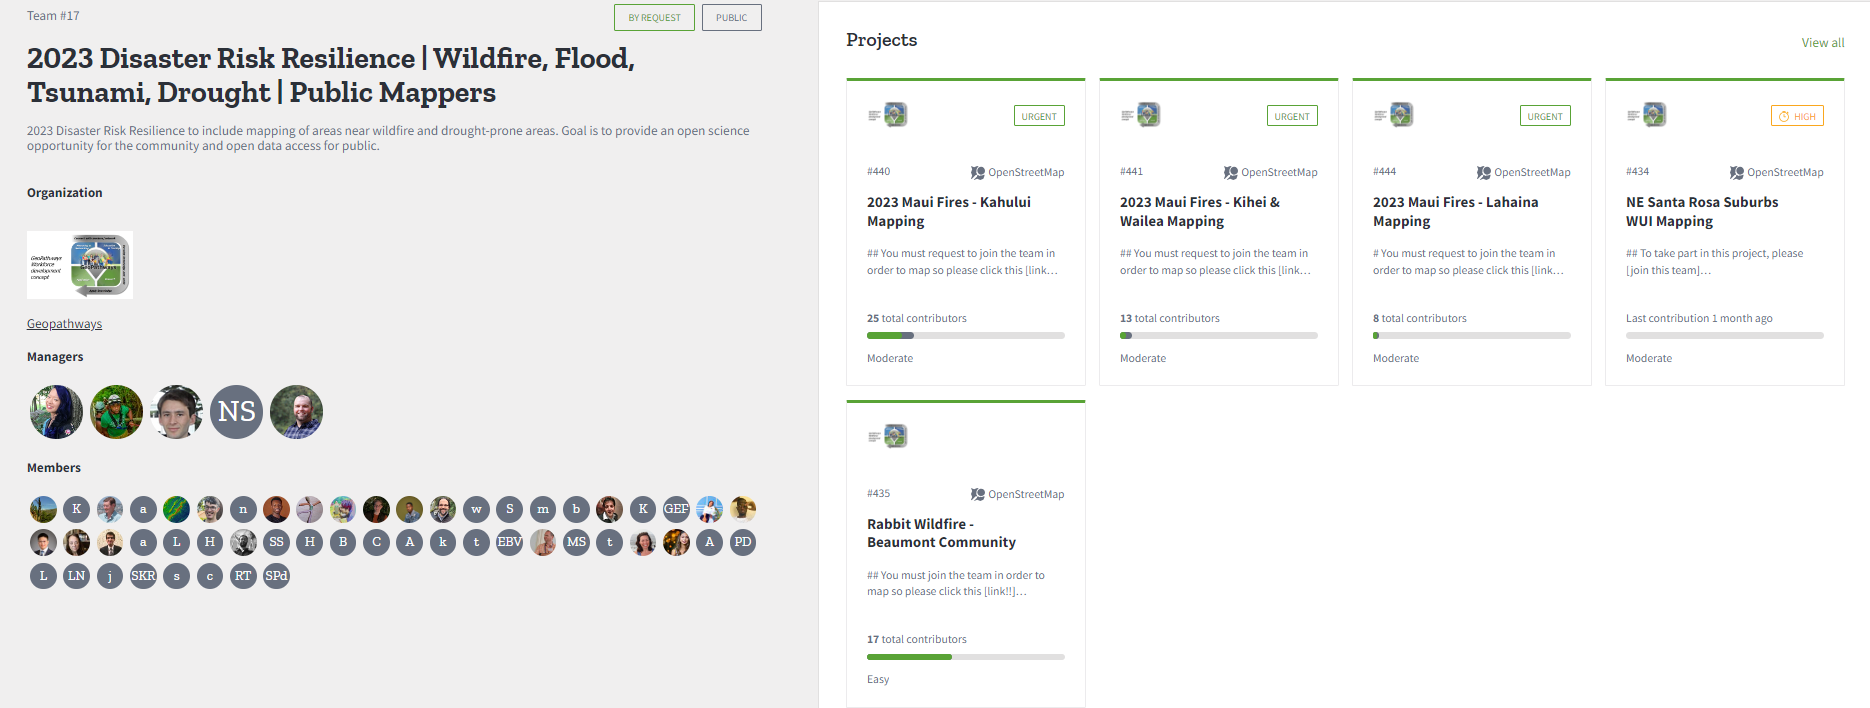 Team #17
BY REQUEST
PUBLIC
2023 Disaster Risk Resilience | Wildfire, Flood,
Tsunami, Drought | Public Mappers
2023 Disaster Risk Resilience to include mapping of areas near wildfire and drought-prone areas. Goal is to provide an open science
opportunity for the community and open data access for public.
Organization
GeoPathways
Workforce
development
concept
GeoPathways
Geopathways
Managers
NS
Members
K a n w S m b K GEF
a L H SS H B C A k t EBV MS t A PD
L LN j SKR s c RT SPd
Projects
View all
URGENT
#440
OpenStreetMap
2023 Maui Fires - Kahului
Mapping
## You must request to join the team in
order to map so please click this [link...
25 total contributors
Moderate
URGENT
#441
OpenStreetMap
2023 Maui Fires - Kihei &
Wailea Mapping
## You must request to join the team in
order to map so please click this [link...
13 total contributors
Moderate
URGENT
#444
OpenStreetMap
2023 Maui Fires - Lahaina
Mapping
# You must request to join the team in
order to map so please click this [link...
8 total contributors
Moderate
HIGH
#434
OpenStreetMap
NE Santa Rosa Suburbs
WUI Mapping
## To take part in this project, please
[join this team]...
Last contribution 1 month ago
Moderate
#435
OpenStreetMap
Rabbit Wildfire -
Beaumont Community
## You must join the team in order to
map so please click this [link!!]...
17 total contributors
Easy